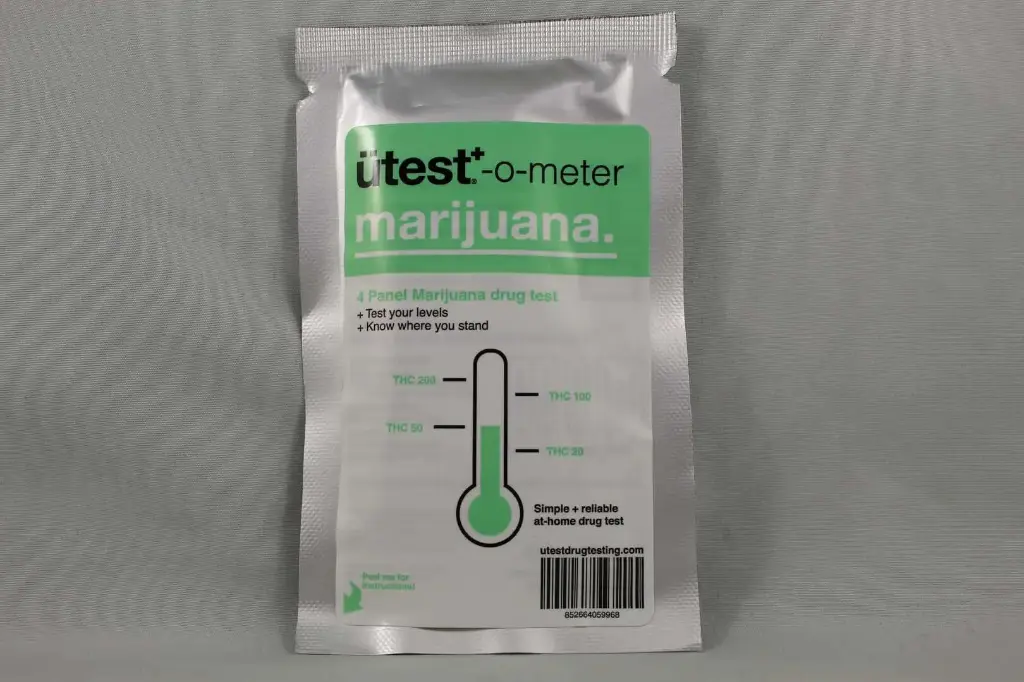 ütest+-o-meter
marijuana.
4 Panel Marijuana drug test
+ Test your levels
+ Know where you stand
THC 200
THC 100
THC 50
THC 20
Simple + reliable
at-home drug test
utestdrugtesting.com
852664059968
Peel me for
instructions!